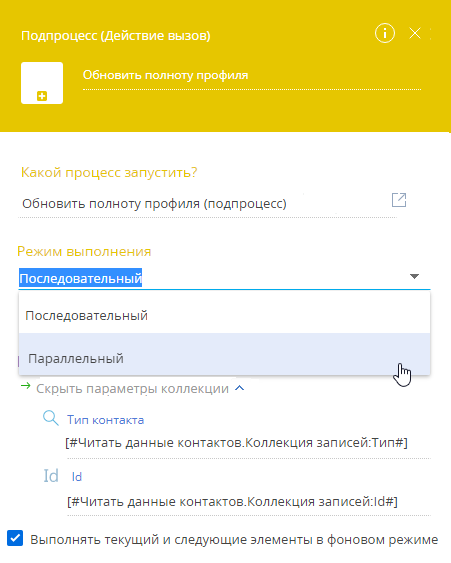 Подпроцесс (Действие вызов)
Обновить полноту профиля
Какой процесс запустить?
Обновить полноту профиля (подпроцесс)
Режим выполнения
Последовательный
Последовательный
Параллельный
Скрыть параметры коллекции
Тип контакта
[#Читать данные контактов.Коллекция записей:Тип#]
Id Id
[#Читать данные контактов.Коллекция записей:Id#]
Выполнять текущий и следующие элементы в фоновом режиме